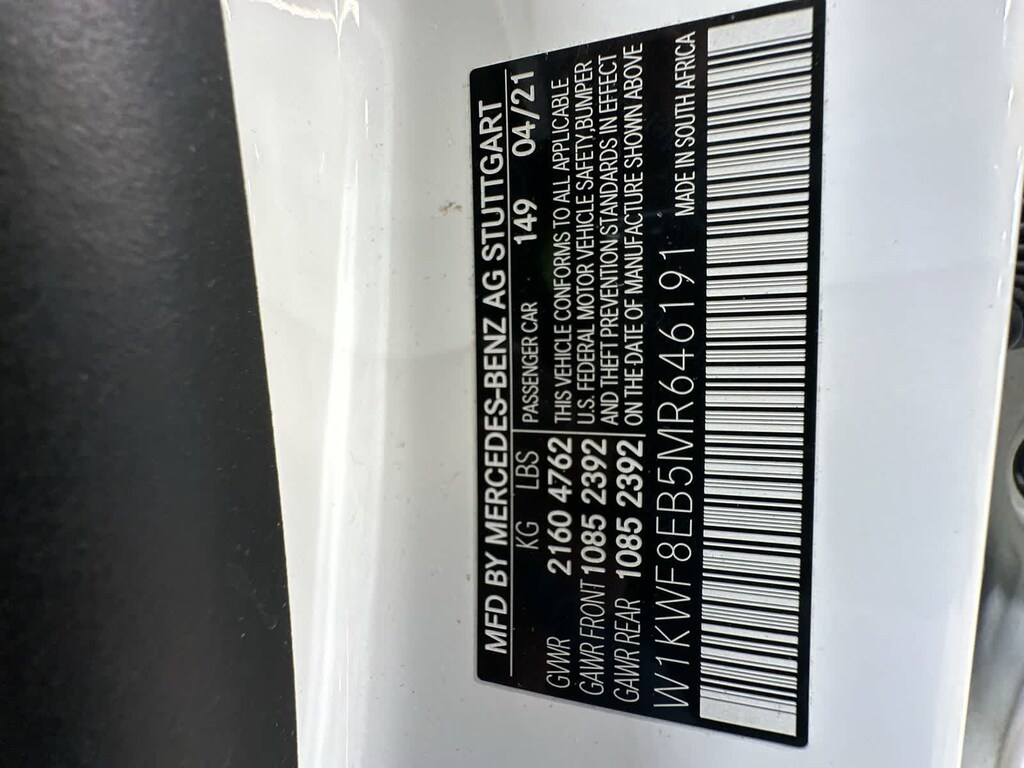 MFD BY MERCEDES-BENZ AG STUTTGART
KG LBS PASSENGER CAR 149 04/21
GVWR 2160 4762 THIS VEHICLE CONFORMS TO ALL APPLICABLE
U.S. FEDERAL MOTOR VEHICLE SAFETY,BUMPER
GAWR FRONT 1085 2392 AND THEFT PREVENTION STANDARDS IN EFFECT
GAWR REAR 1085 2392 ON THE DATE OF MANUFACTURE SHOWN ABOVE
W1KWF8EB5MR646191 MADE IN SOUTH AFRICA